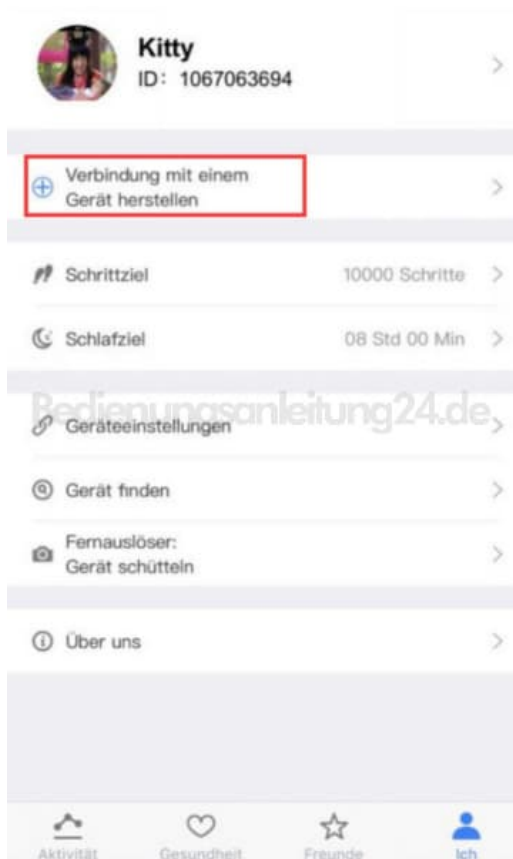 Kitty
ID: 1067063694
Verbindung mit einem
Gerät herstellen
Schrittziel 10000 Schritte
Schlafziel 08 Std 00 Min
Bedienungsanleitung24.de
Geräteeinstellungen
Gerät finden
Fernauslöser:
Gerät schütteln
Über uns
Aktivität Gesundheit Freunde Ich